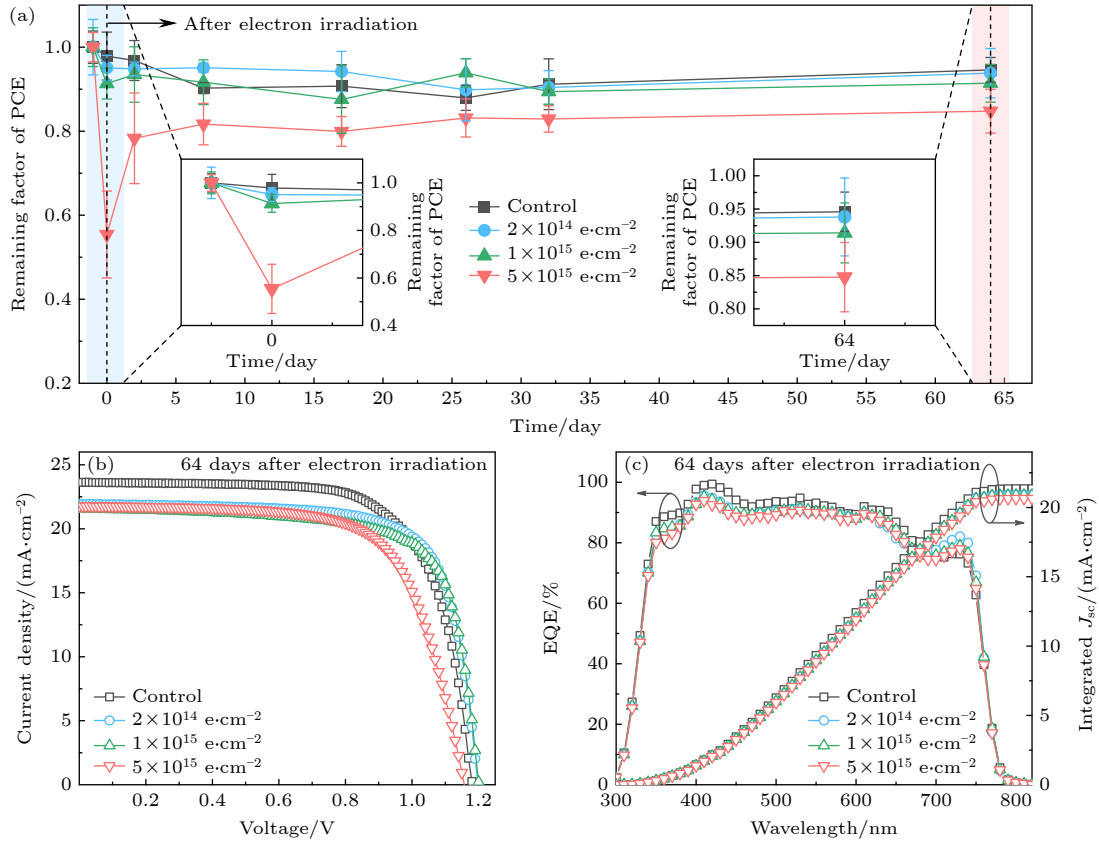 (a)
After electron irradiation
Remaining factor of PCE
1.0
0.8
0.6
0.4
0.2
0 5 10 15 20 25 30 35 40 45 50 55 60 65
Time/day
1.0
0.8
0.6
0.4
Remaining
factor of PCE
0
Time/day
Control
2×10¹⁴ e·cm⁻²
1×10¹⁵ e·cm⁻²
5×10¹⁵ e·cm⁻²
Remaining
factor of PCE
1.00
0.95
0.90
0.85
0.80
64
Time/day
(b)
64 days after electron irradiation
Current density/(mA·cm⁻²)
25
20
15
10
5
0
Control
2×10¹⁴ e·cm⁻²
1×10¹⁵ e·cm⁻²
5×10¹⁵ e·cm⁻²
0.2 0.4 0.6 0.8 1.0 1.2
Voltage/V
(c)
64 days after electron irradiation
EQE/%
100
80
60
40
20
0
Control
2×10¹⁴ e·cm⁻²
1×10¹⁵ e·cm⁻²
5×10¹⁵ e·cm⁻²
20
15
10
5
0
Integrated Jsc/(mA·cm⁻²)
300 400 500 600 700 800
Wavelength/nm